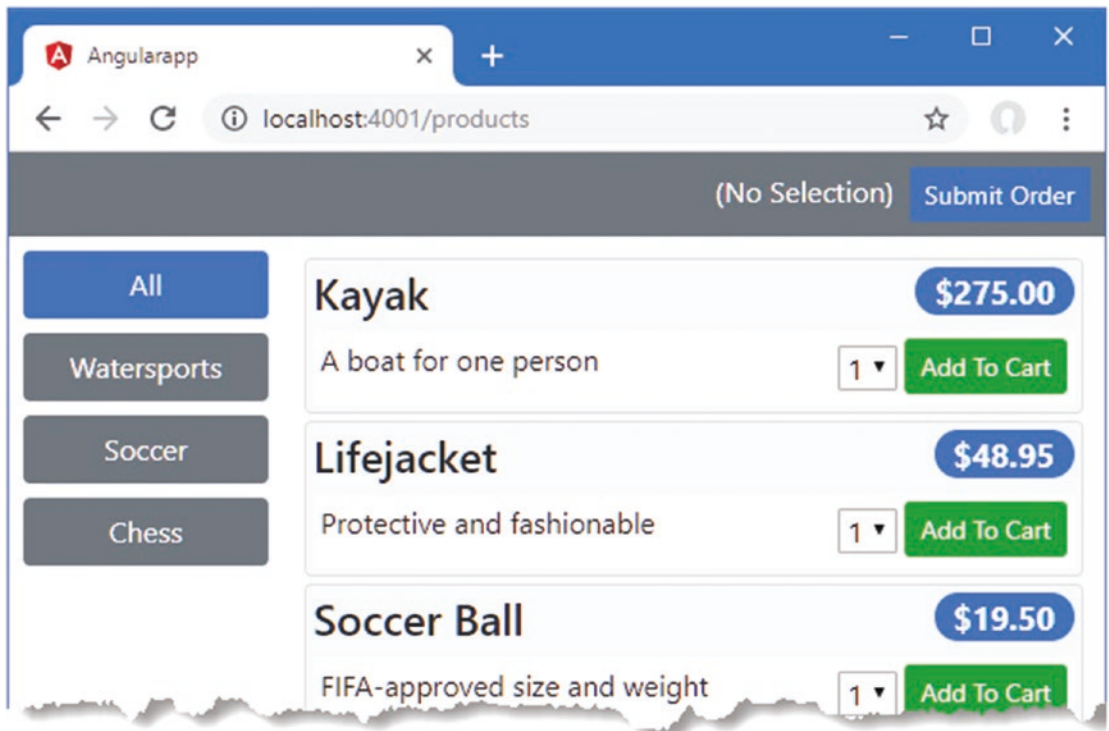 Angularapp
localhost:4001/products
(No Selection) Submit Order
All
Watersports
Soccer
Chess
Kayak $275.00
A boat for one person 1 Add To Cart
Lifejacket $48.95
Protective and fashionable 1 Add To Cart
Soccer Ball $19.50
FIFA-approved size and weight 1 Add To Cart